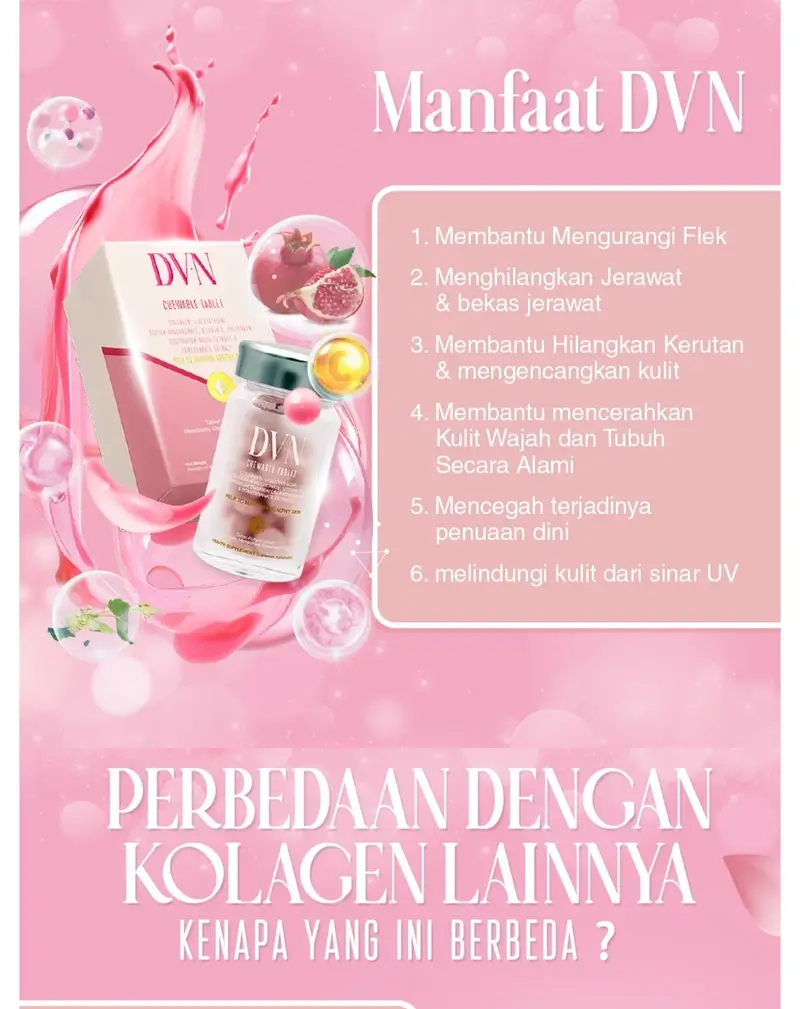 Manfaat DVN
1. Membantu Mengurangi Flek
2. Menghilangkan Jerawat
& bekas jerawat
3. Membantu Hilangkan Kerutan
& mengencangkan kulit
4. Membantu mencerahkan
Kulit Wajah dan Tubuh
Secara Alami
5. Mencegah terjadinya
penuaan dini
6. melindungi kulit dari sinar UV
DVN
CHEWABLE TABLET
DVN
CHEWABLE TABLET
PERBEDAAN DENGAN
KOLAGEN LAINNYA
KENAPA YANG INI BERBEDA ?